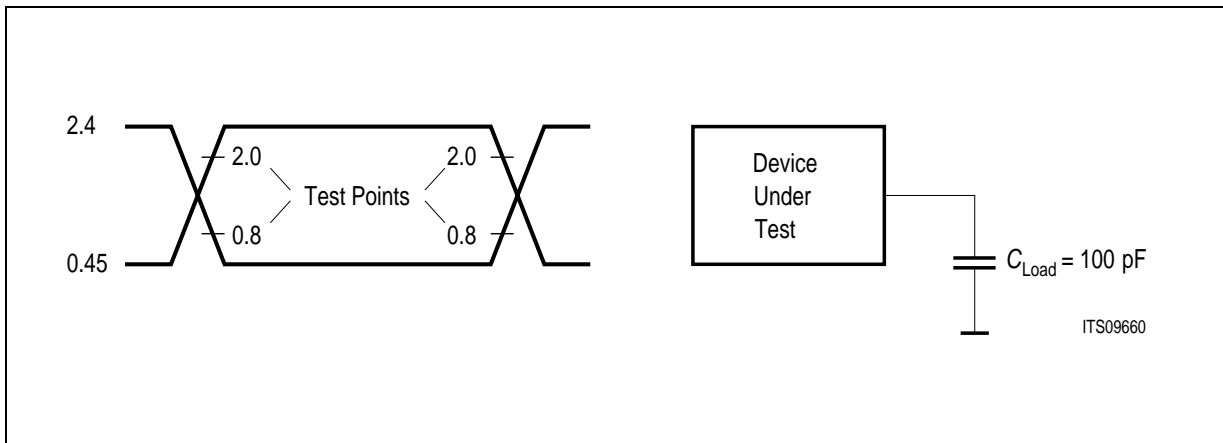 2.4
2.0
2.0
Test Points
0.8
0.8
0.45
Device
Under
Test
C Load = 100 pF
ITS09660